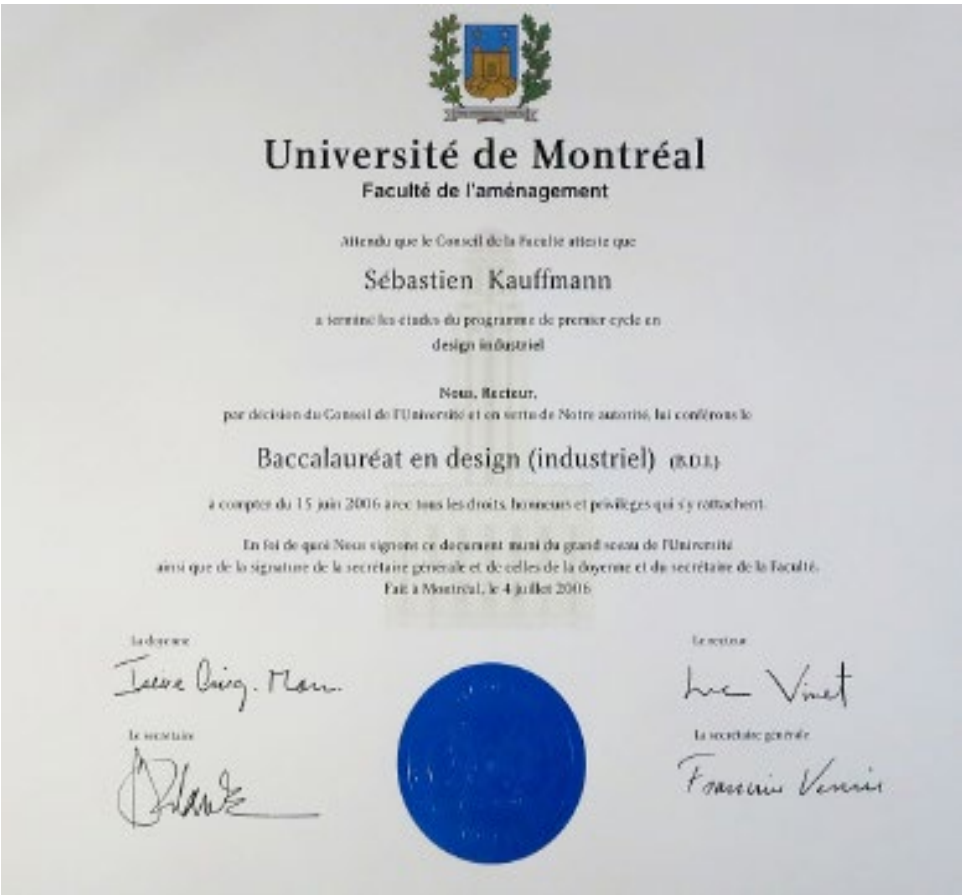 Université de Montréal
Faculté de l'aménagement
Attendu que le Conseil de la Faculté atteste que
Sébastien Kauffmann
a terminé les études du programme de premier cycle en
design industriel
Nous, Recteur,
par décision du Conseil de l'Université et en vertu de Notre autorité, lui conférons le
Baccalauréat en design (industriel) (B.D.I.)
à compter du 15 juin 2006 avec tous les droits, honneurs et privilèges qui s'y rattachent.
En foi de quoi Nous signons ce document muni du grand sceau de l'Université
ainsi que de la signature de la secrétaire générale et de celles de la doyenne et du secrétaire de la Faculté.
Fait à Montréal, le 4 juillet 2006
La doyenne
Le recteur
Luc Vinet
Le secrétaire
La secrétaire générale